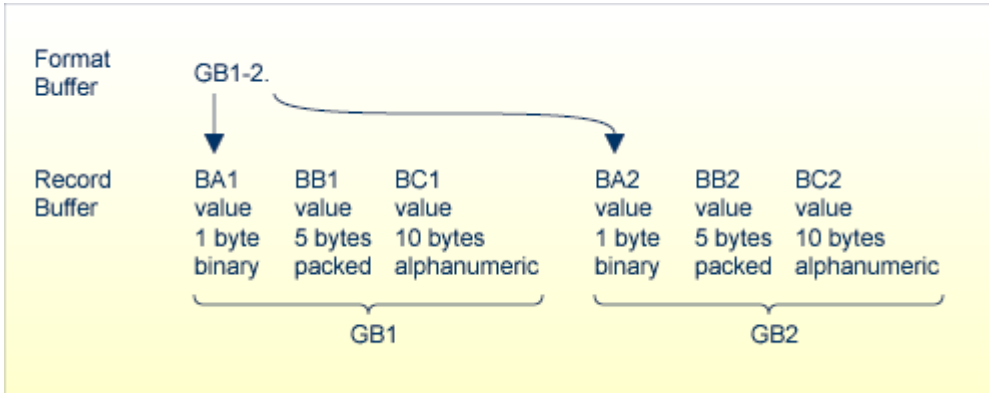 Format
Buffer
GB1-2.
Record
Buffer
BA1 BB1 BC1 BA2 BB2 BC2
value value value value value value
1 byte 5 bytes 10 bytes 1 byte 5 bytes 10 bytes
binary packed alphanumeric binary packed alphanumeric
GB1 GB2